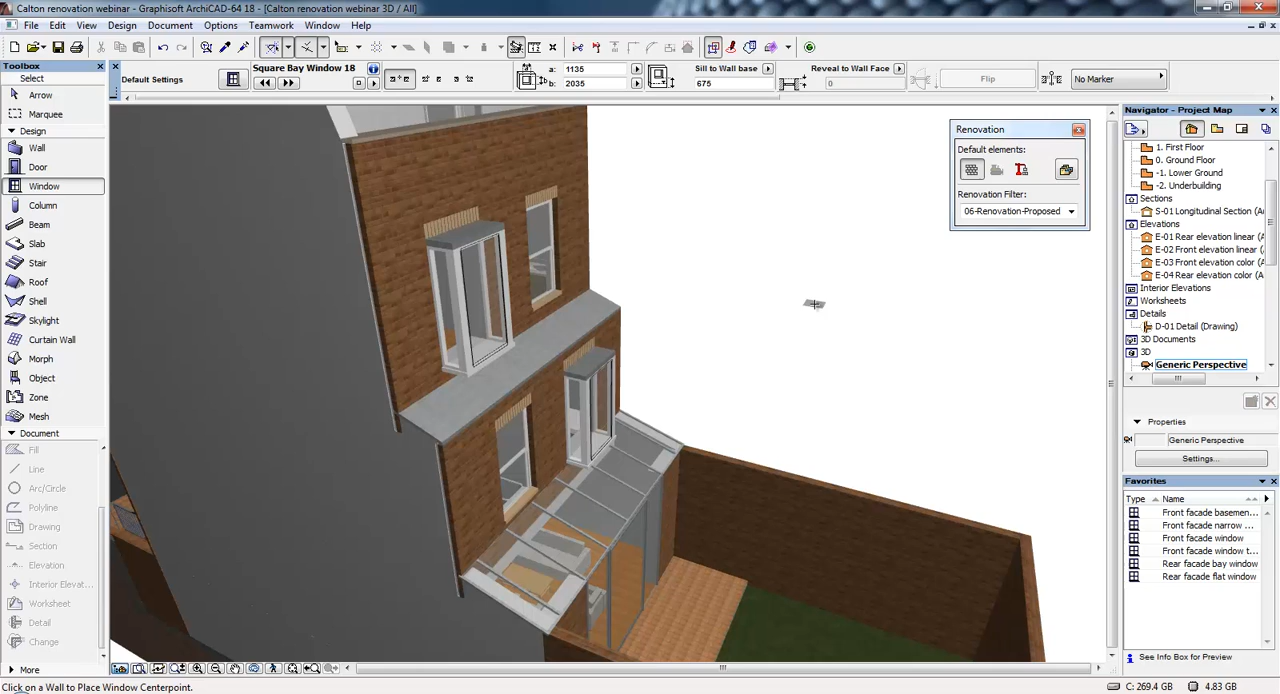 Calton renovation webinar - Graphisoft ArchiCAD-64 18 - [Calton renovation webinar 3D / All]
File Edit View Design Document Options Teamwork Window Help
Toolbox
Select
Arrow
Marquee
Design
Wall
Door
Window
Column
Beam
Slab
Stair
Roof
Shell
Skylight
Curtain Wall
Morph
Object
Zone
Mesh
Document
Fill
Line
Arc/Circle
Polyline
Drawing
Section
Elevation
Interior Elevat...
Worksheet
Detail
Change
More
Default Settings
Square Bay Window 18
a: 1135
b: 2035
Sill to Wall base
675
Reveal to Wall Face
0
Flip
No Marker
Renovation
Default elements:
Renovation Filter:
06-Renovation-Proposed
Navigator - Project Map
1. First Floor
0. Ground Floor
-1. Lower Ground
-2. Underbuilding
Sections
S-01 Longitudinal Section (A
Elevations
E-01 Rear elevation linear (
E-02 Front elevation linear (
E-03 Front elevation color (
E-04 Rear elevation color (A
Interior Elevations
Worksheets
Details
D-01 Detail (Drawing)
3D Documents
3D
Generic Perspective
Properties
Generic Perspective
Settings...
Favorites
Type Name
Front facade basemen...
Front facade narrow ...
Front facade window
Front facade window t...
Rear facade bay window
Rear facade flat window
See Info Box for Preview
Click on a Wall to Place Window Centerpoint.
C: 269.4 GB
4.83 GB